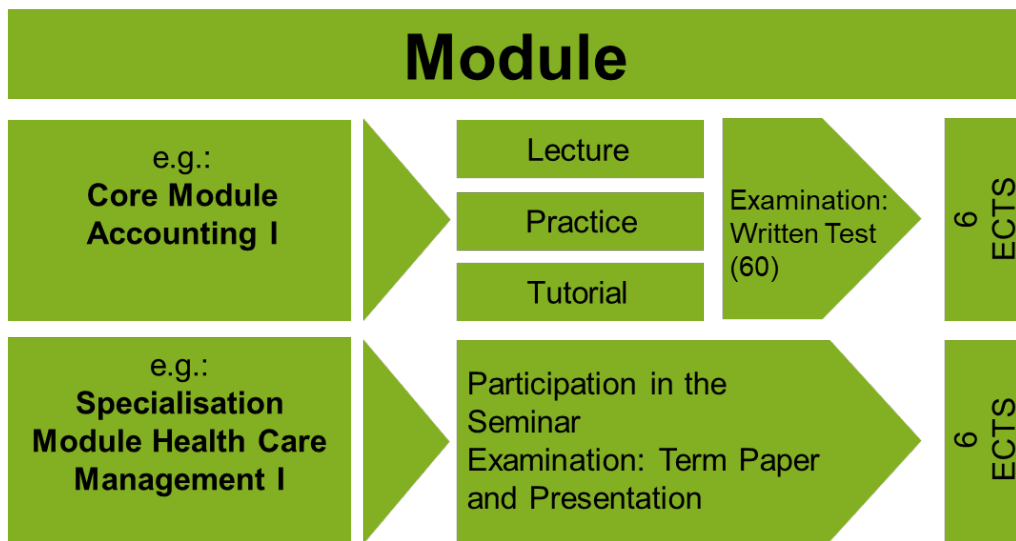 Module
e.g.:
Core Module
Accounting I
Lecture
Practice
Tutorial
Examination:
Written Test
(60)
6
ECTS
e.g.:
Specialisation
Module Health Care
Management I
Participation in the
Seminar
Examination: Term Paper
and Presentation
6
ECTS